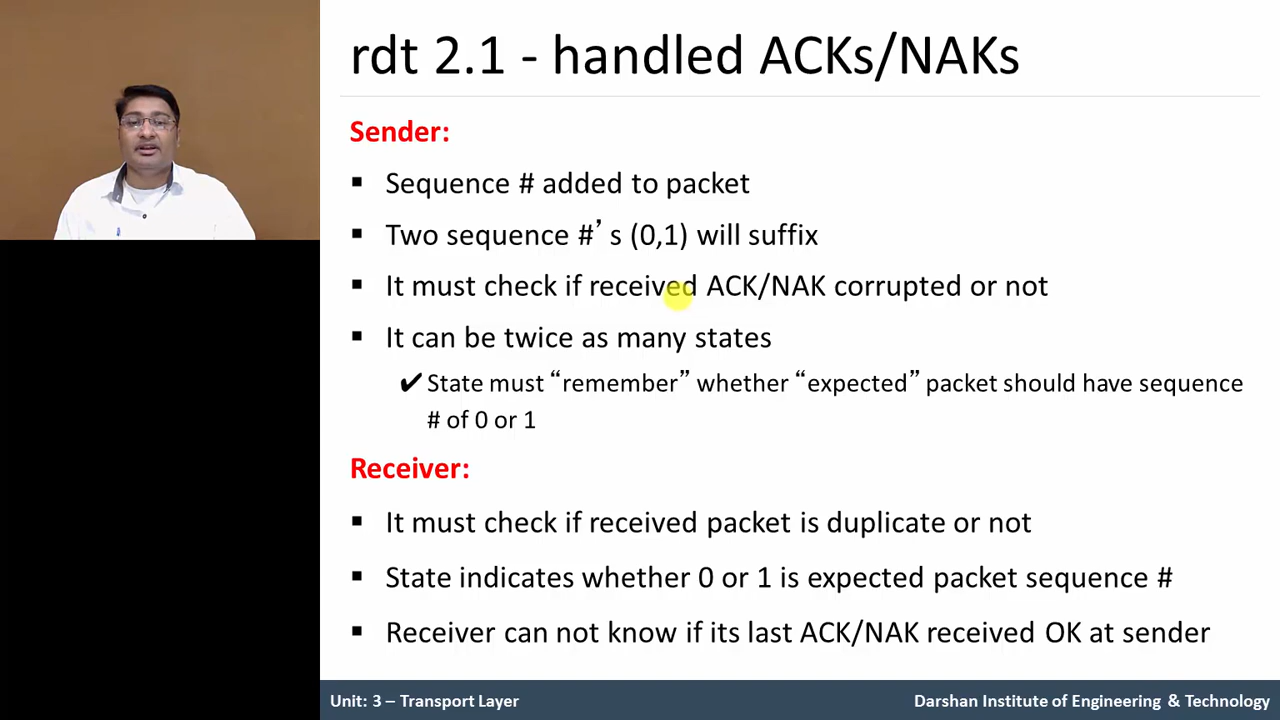 rdt 2.1 - handled ACKs/NAKs
Sender:
▪ Sequence # added to packet
▪ Two sequence #’s (0,1) will suffix
▪ It must check if received ACK/NAK corrupted or not
▪ It can be twice as many states
✔ State must “remember” whether “expected” packet should have sequence
# of 0 or 1
Receiver:
▪ It must check if received packet is duplicate or not
▪ State indicates whether 0 or 1 is expected packet sequence #
▪ Receiver can not know if its last ACK/NAK received OK at sender
Unit: 3 – Transport Layer
Darshan Institute of Engineering & Technology